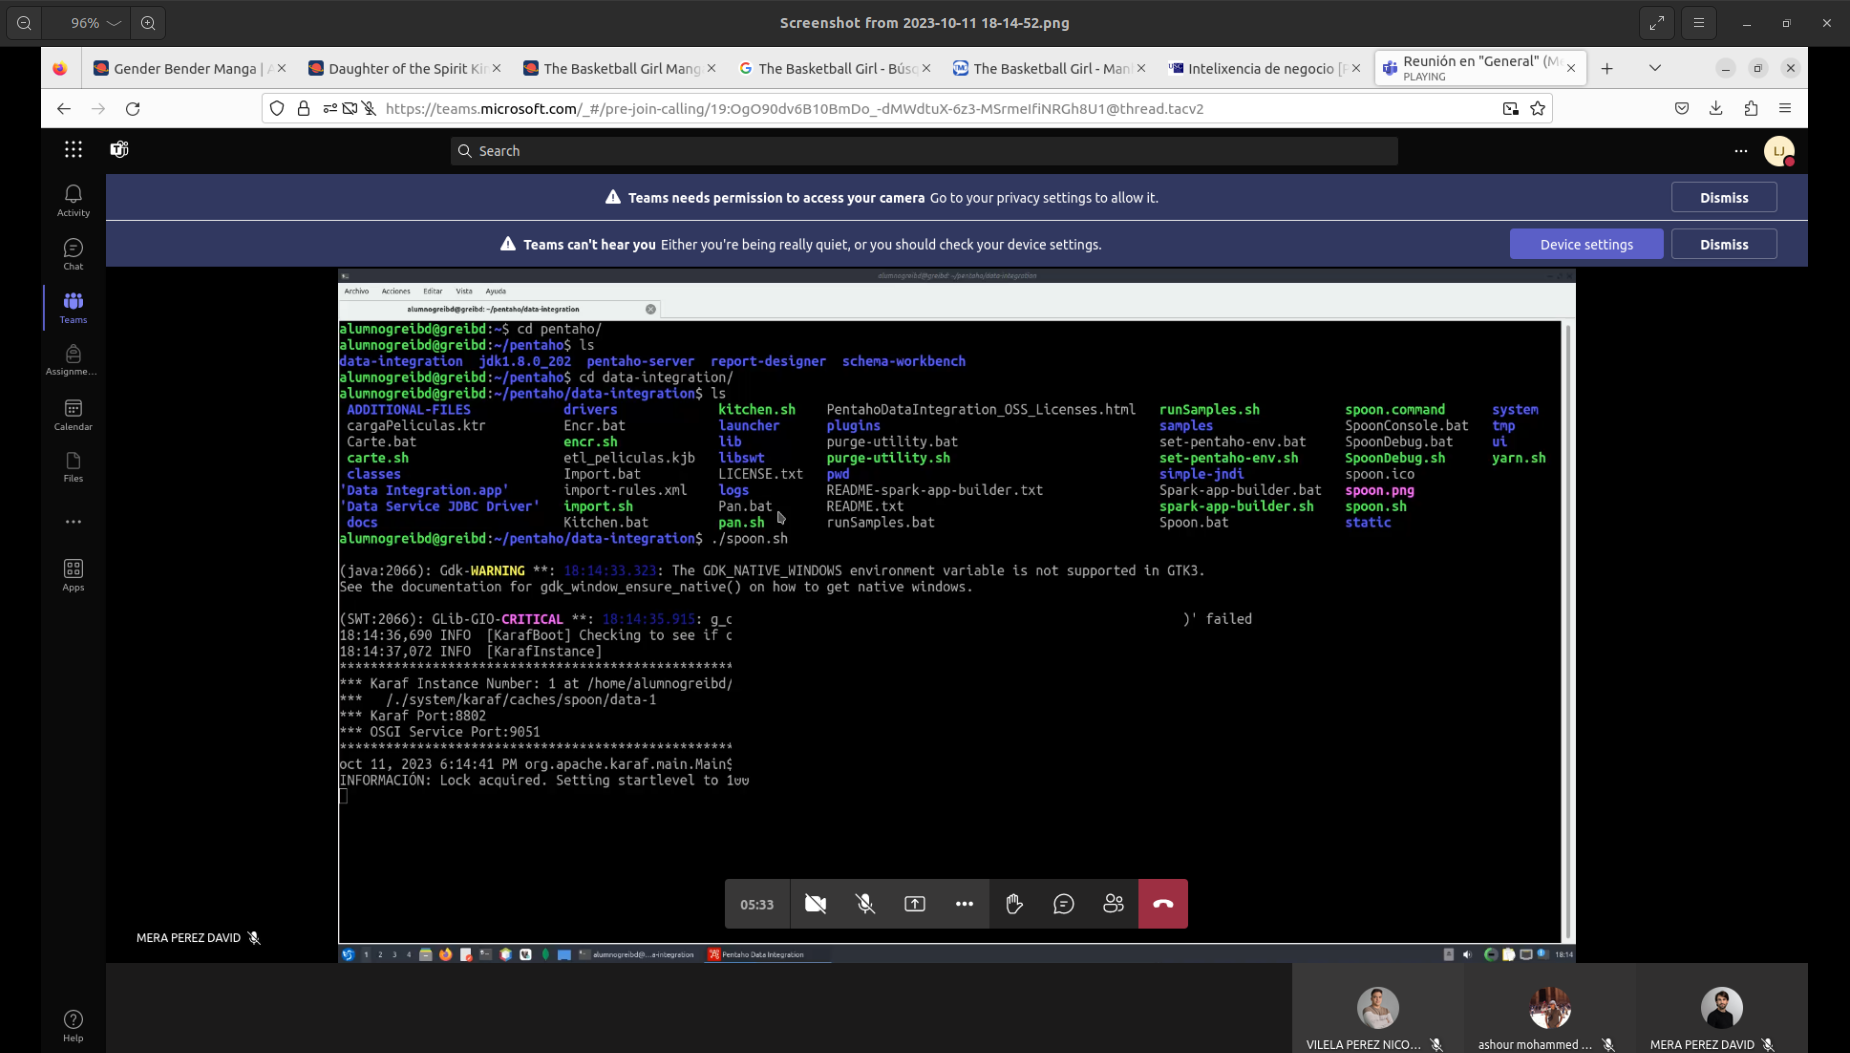 96%
Screenshot from 2023-10-11 18-14-52.png
Gender Bender Manga |
Daughter of the Spirit Kin
The Basketball Girl Mang
The Basketball Girl - Búsq
The Basketball Girl - Man
Intelixencia de negocio [
Reunión en "General" (Me
PLAYING
https://teams.microsoft.com/_#/pre-join-calling/19:OgO90dv6B10BmDo_-dMWdtuX-6z3-MSrmeIfiNRGh8U1@thread.tacv2
Search
LJ
Activity
Chat
Teams
Assignme...
Calendar
Files
Apps
Help
Teams needs permission to access your camera Go to your privacy settings to allow it.
Dismiss
Teams can't hear you Either you're being really quiet, or you should check your device settings.
Device settings
Dismiss
alumnogreibd@greibd: ~/pentaho/data-integration
Archivo Acciones Editar Vista Ayuda
alumnogreibd@greibd: ~/pentaho/data-integration
alumnogreibd@greibd:~$ cd pentaho/
alumnogreibd@greibd:~/pentaho$ ls
data-integration jdk1.8.0_202 pentaho-server report-designer schema-workbench
alumnogreibd@greibd:~/pentaho$ cd data-integration/
alumnogreibd@greibd:~/pentaho/data-integration$ ls
ADDITIONAL-FILES drivers kitchen.sh PentahoDataIntegration_OSS_Licenses.html runSamples.sh spoon.command system
cargaPeliculas.ktr Encr.bat launcher plugins samples SpoonConsole.bat tmp
Carte.bat encr.sh lib purge-utility.bat set-pentaho-env.bat SpoonDebug.bat ui
carte.sh etl_peliculas.kjb libswt purge-utility.sh set-pentaho-env.sh SpoonDebug.sh yarn.sh
classes Import.bat LICENSE.txt pwd simple-jndi spoon.ico
'Data Integration.app' import-rules.xml logs README-spark-app-builder.txt Spark-app-builder.bat spoon.png
'Data Service JDBC Driver' import.sh Pan.bat README.txt spark-app-builder.sh spoon.sh
docs Kitchen.bat pan.sh runSamples.bat Spoon.bat static
alumnogreibd@greibd:~/pentaho/data-integration$ ./spoon.sh
(java:2066): Gdk-WARNING **: 18:14:33.323: The GDK_NATIVE_WINDOWS environment variable is not supported in GTK3.
See the documentation for gdk_window_ensure_native() on how to get native windows.
(SWT:2066): GLib-GIO-CRITICAL **: 18:14:35.915: g_c )' failed
18:14:36,690 INFO [KarafBoot] Checking to see if c
18:14:37,072 INFO [KarafInstance]
***************************************************
*** Karaf Instance Number: 1 at /home/alumnogreibd/
*** /./system/karaf/caches/spoon/data-1
*** Karaf Port:8802
*** OSGI Service Port:9051
***************************************************
oct 11, 2023 6:14:41 PM org.apache.karaf.main.Main$
INFORMACIÓN: Lock acquired. Setting startlevel to 100
05:33
MERA PEREZ DAVID
1 2 3 4
alumnogreibd@...a-integration
Pentaho Data Integration
18:14
VILELA PEREZ NICO...
ashour mohammed ...
MERA PEREZ DAVID